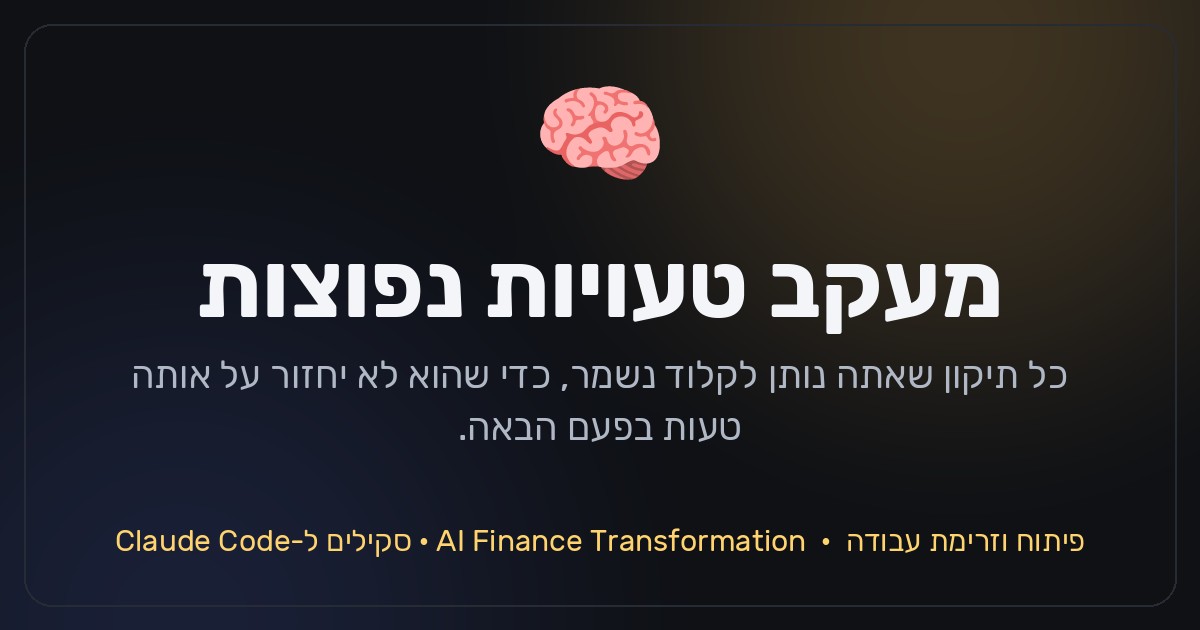 מעקב טעויות נפוצות
כל תיקון שאתה נותן לקלוד נשמר, כדי שהוא לא יחזור על אותה
טעות בפעם הבאה.
פיתוח וזרימת עבודה • AI Finance Transformation • סקילים ל-Claude Code